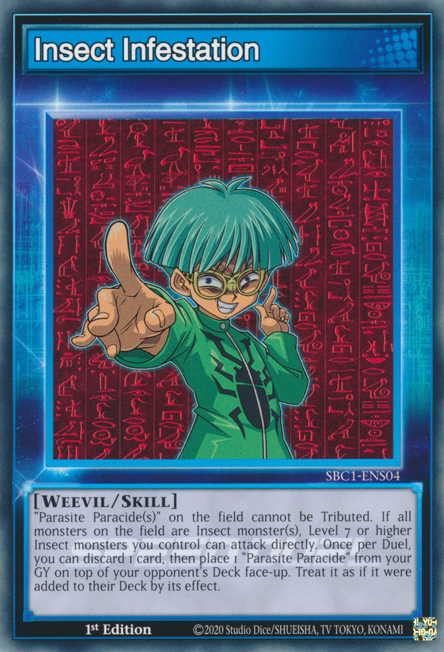 Insect Infestation
SBC1-ENS04
[WEEVIL/SKILL]
"Parasite Paracide(s)" on the field cannot be Tributed. If all
monsters on the field are Insect monster(s), Level 7 or higher
Insect monsters you control can attack directly. Once per Duel,
you can discard 1 card, then place 1 "Parasite Paracide" from your
GY on top of your opponent's Deck face-up. Treat it as if it were
added to their Deck by its effect.
1st Edition
©2020 Studio Dice/SHUEISHA, TV TOKYO, KONAMI